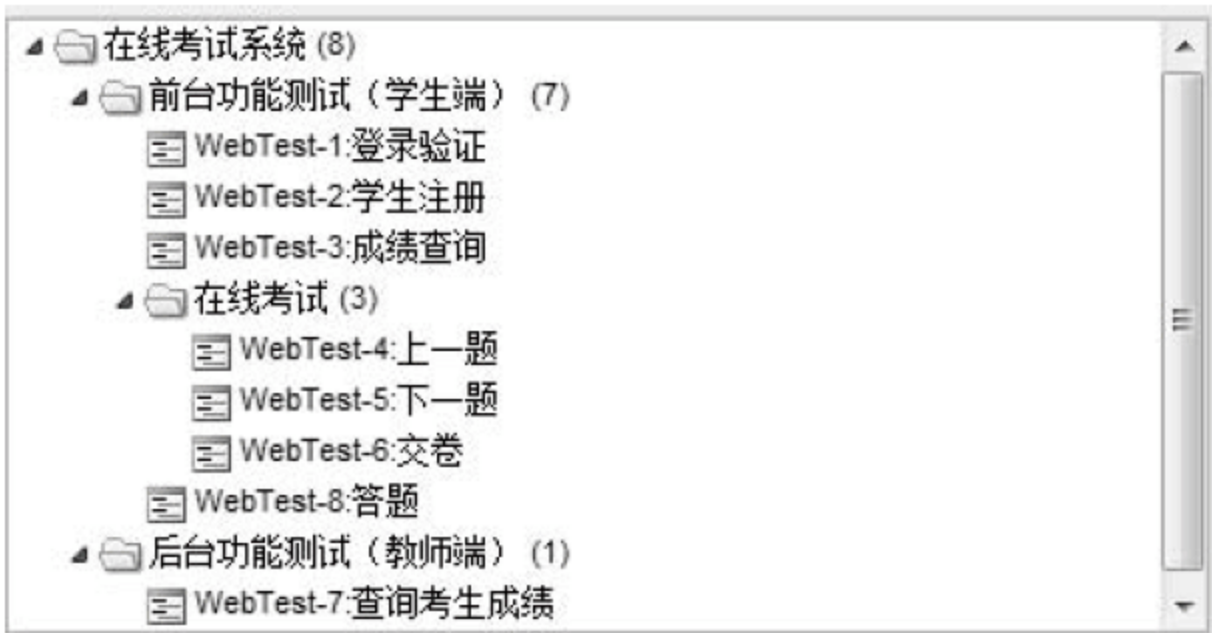 在线考试系统 (8)
前台功能测试（学生端） (7)
WebTest-1:登录验证
WebTest-2:学生注册
WebTest-3:成绩查询
在线考试 (3)
WebTest-4:上一题
WebTest-5:下一题
WebTest-6:交卷
WebTest-8:答题
后台功能测试（教师端） (1)
WebTest-7:查询考生成绩